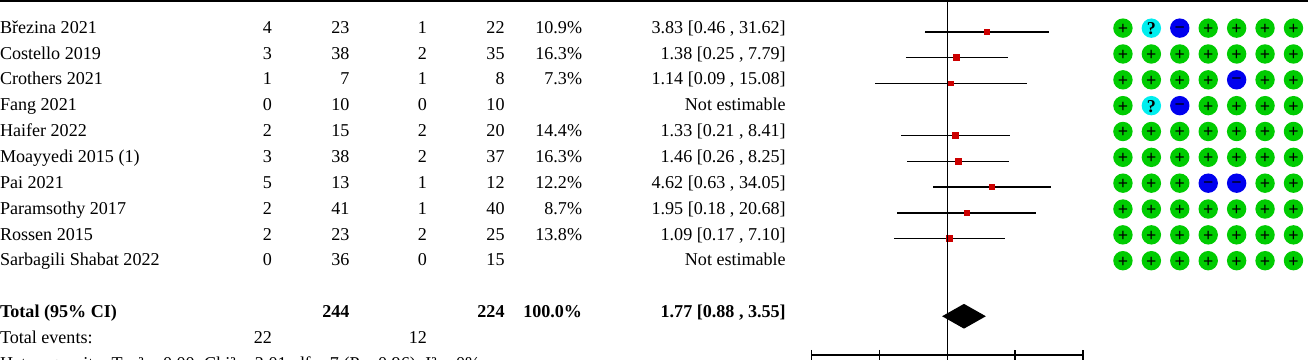 Březina 2021 4 23 1 22 10.9% 3.83 [0.46 , 31.62] + ? − + + + +
Costello 2019 3 38 2 35 16.3% 1.38 [0.25 , 7.79] + + + + + + +
Crothers 2021 1 7 1 8 7.3% 1.14 [0.09 , 15.08] + + + + − + +
Fang 2021 0 10 0 10 Not estimable + ? − + + + +
Haifer 2022 2 15 2 20 14.4% 1.33 [0.21 , 8.41] + + + + + + +
Moayyedi 2015 (1) 3 38 2 37 16.3% 1.46 [0.26 , 8.25] + + + + + + +
Pai 2021 5 13 1 12 12.2% 4.62 [0.63 , 34.05] + + + − − + +
Paramsothy 2017 2 41 1 40 8.7% 1.95 [0.18 , 20.68] + + + + + + +
Rossen 2015 2 23 2 25 13.8% 1.09 [0.17 , 7.10] + + + + + + +
Sarbagili Shabat 2022 0 36 0 15 Not estimable + + + + + + +
Total (95% CI) 244 224 100.0% 1.77 [0.88 , 3.55]
Total events: 22 12